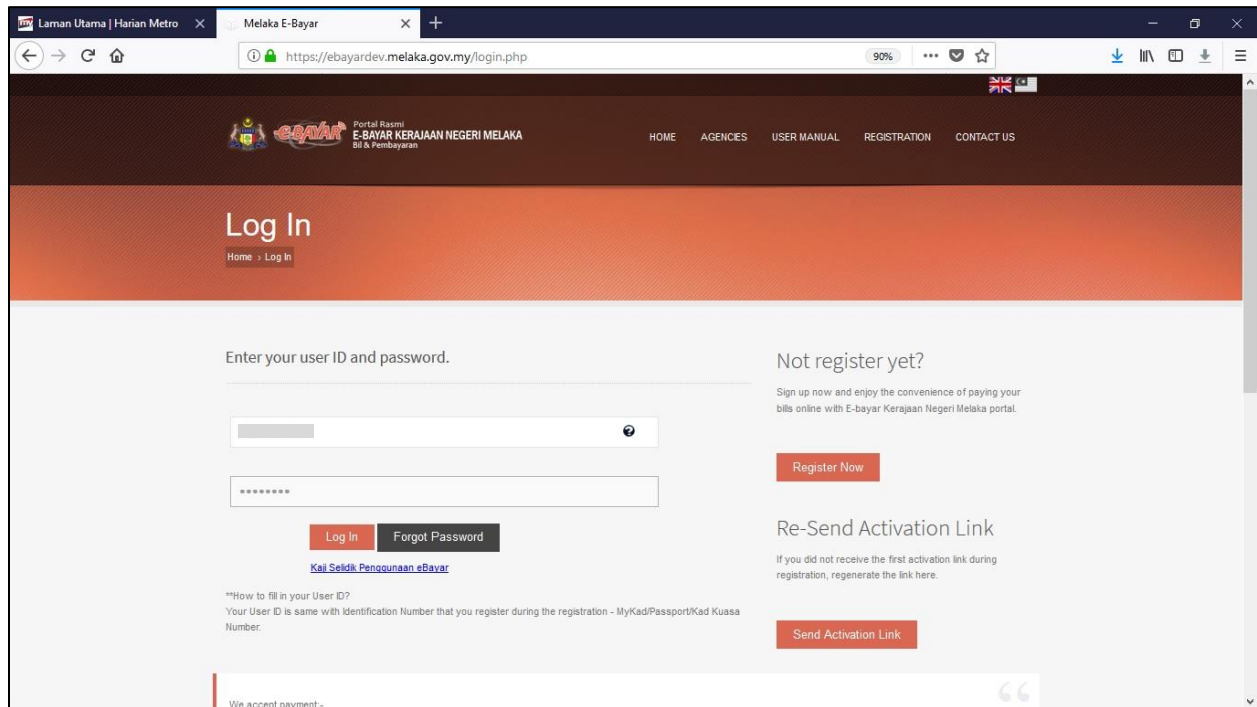 Laman Utama | Harian Metro
Melaka E-Bayar
https://ebayardev.melaka.gov.my/login.php
90%
e-BAYAR
Portal Rasmi
E-BAYAR KERAJAAN NEGERI MELAKA
Bil & Pembayaran
HOME AGENCIES USER MANUAL REGISTRATION CONTACT US
Log In
Home › Log In
Enter your user ID and password.
Log In Forgot Password
Kaji Selidik Penggunaan eBayar
**How to fill in your User ID?
Your User ID is same with Identification Number that you register during the registration - MyKad/Passport/Kad Kuasa
Number.
Not register yet?
Sign up now and enjoy the convenience of paying your
bills online with E-bayar Kerajaan Negeri Melaka portal.
Register Now
Re-Send Activation Link
If you did not receive the first activation link during
registration, regenerate the link here.
Send Activation Link
We accept payment:-